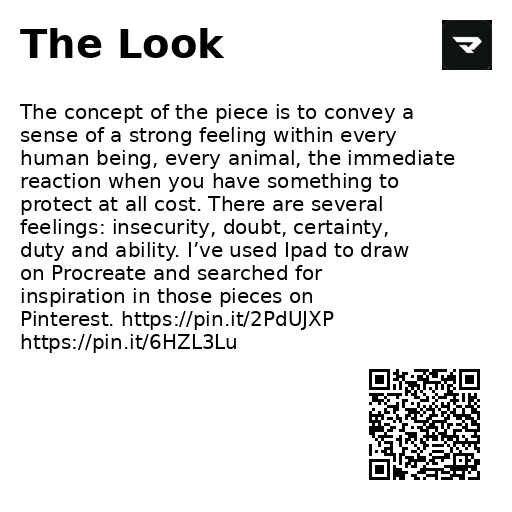 The Look
The concept of the piece is to convey a
sense of a strong feeling within every
human being, every animal, the immediate
reaction when you have something to
protect at all cost. There are several
feelings: insecurity, doubt, certainty,
duty and ability. I’ve used Ipad to draw
on Procreate and searched for
inspiration in those pieces on
Pinterest. https://pin.it/2PdUJXP
https://pin.it/6HZL3Lu